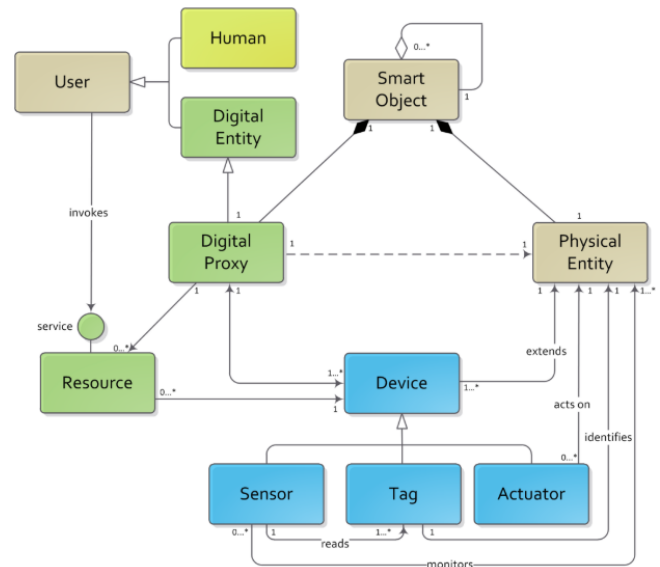 Human
0...*
User
Smart
Object
1
Digital
Entity
1
1
invokes
1
1
Digital
Proxy
1
1
Physical
Entity
1
1
1
1
1
1...*
service
extends
0...*
1...*
Resource
0...*
1
Device
1...*
acts on
identifies
0...*
Sensor
Tag
Actuator
0...*
1
1...*
1
reads
monitors